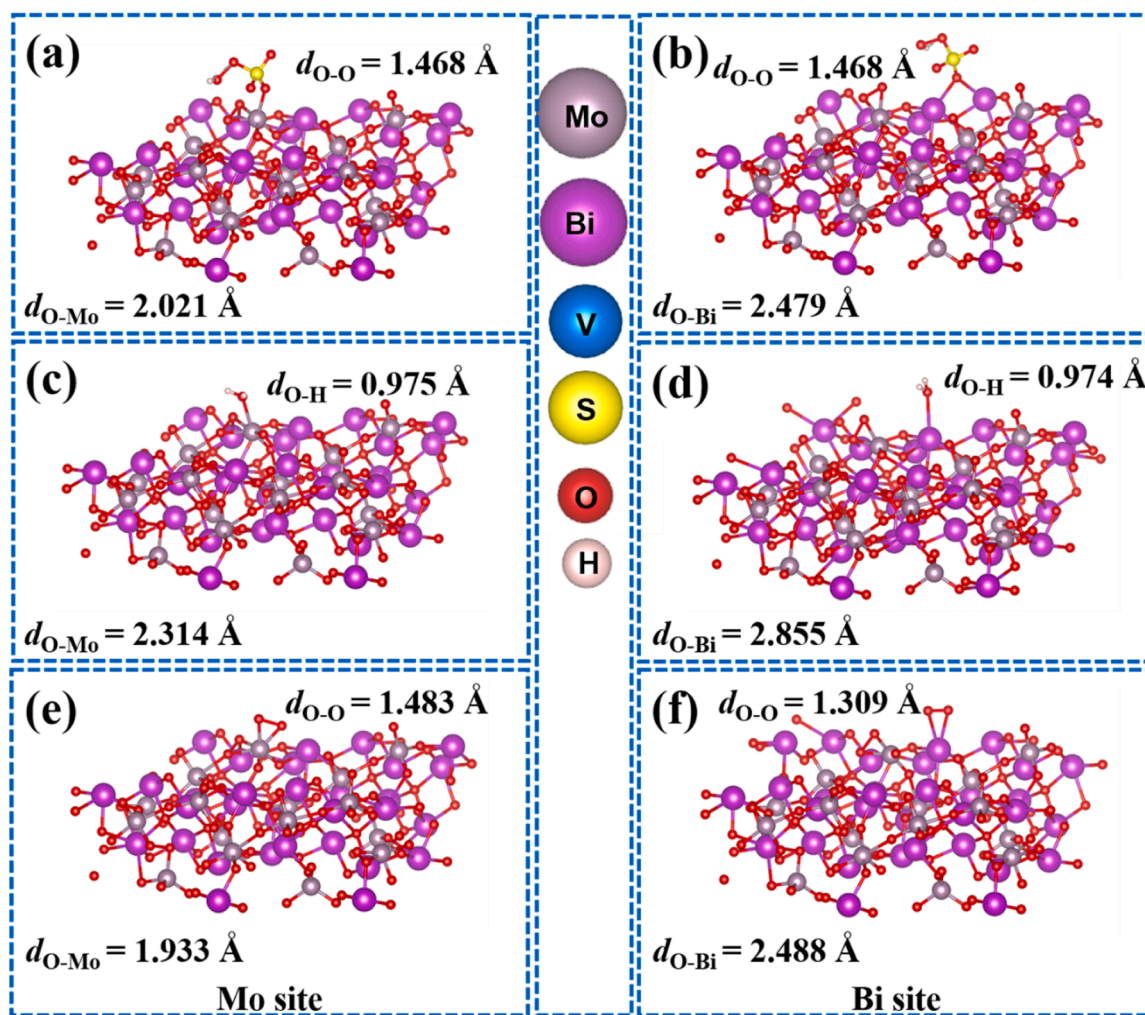 (a)
dO-O = 1.468 Å
dO-Mo = 2.021 Å
(b)
dO-O = 1.468 Å
dO-Bi = 2.479 Å
Mo
Bi
V
S
O
H
(c)
dO-H = 0.975 Å
dO-Mo = 2.314 Å
(d)
dO-H = 0.974 Å
dO-Bi = 2.855 Å
(e)
dO-O = 1.483 Å
dO-Mo = 1.933 Å
Mo site
(f)
dO-O = 1.309 Å
dO-Bi = 2.488 Å
Bi site